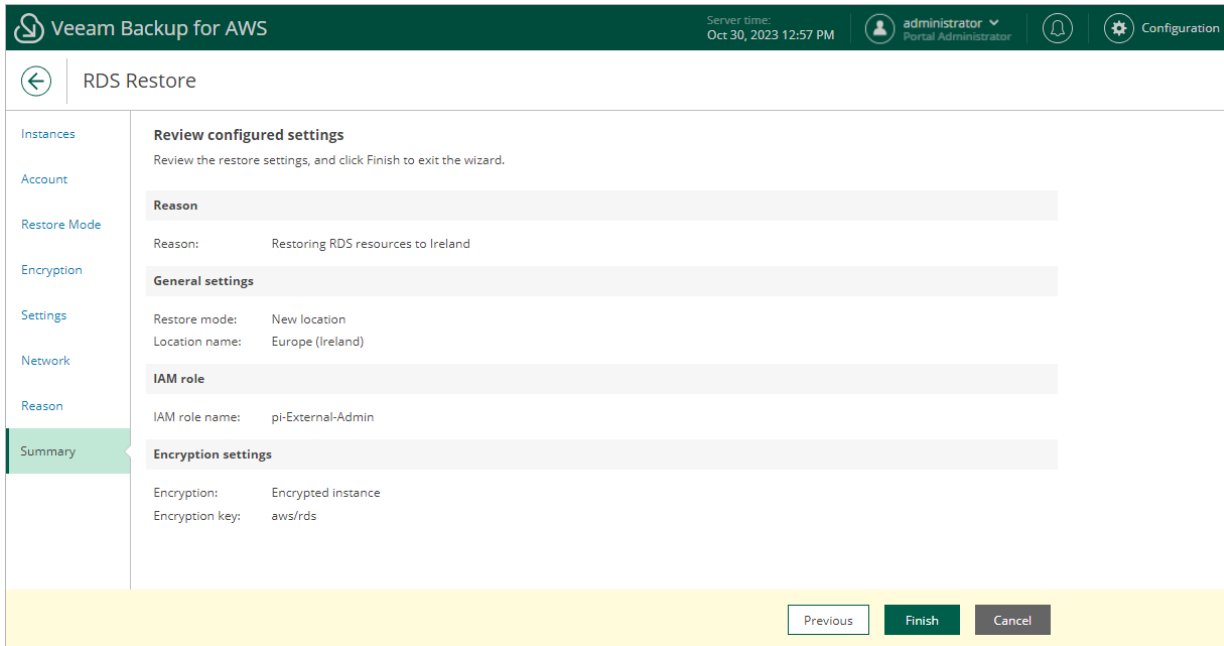 Veeam Backup for AWS
Server time:
Oct 30, 2023 12:57 PM
administrator
Portal Administrator
Configuration
RDS Restore
Instances
Account
Restore Mode
Encryption
Settings
Network
Reason
Summary
Review configured settings
Review the restore settings, and click Finish to exit the wizard.
Reason
Reason: Restoring RDS resources to Ireland
General settings
Restore mode: New location
Location name: Europe (Ireland)
IAM role
IAM role name: pi-External-Admin
Encryption settings
Encryption: Encrypted instance
Encryption key: aws/rds
Previous Finish Cancel